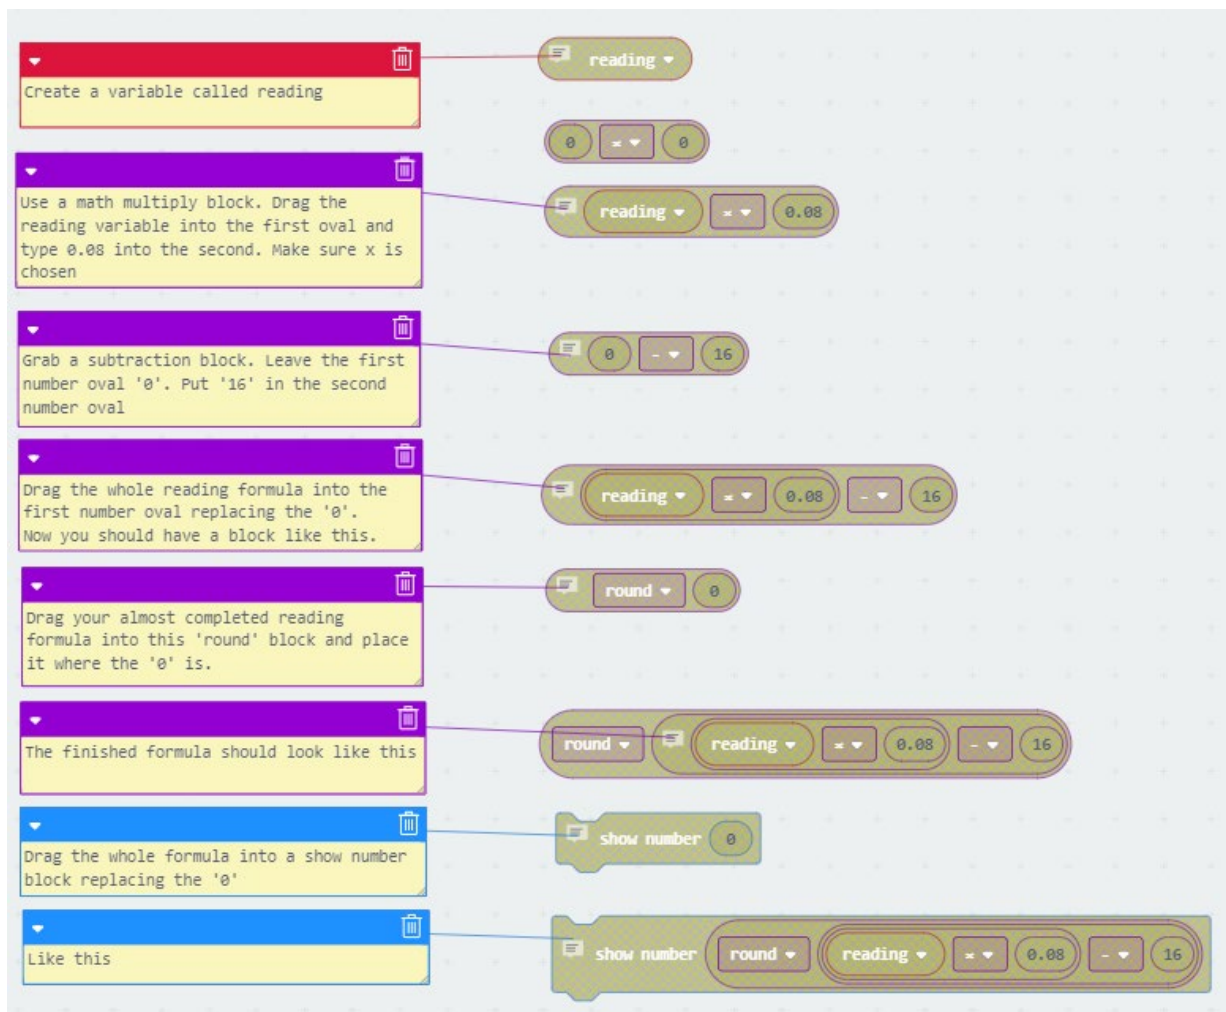 reading
Create a variable called reading
0 × 0
Use a math multiply block. Drag the
reading variable into the first oval and
type 0.08 into the second. Make sure x is
chosen
reading × 0.08
Grab a subtraction block. Leave the first
number oval '0'. Put '16' in the second
number oval
0 - 16
Drag the whole reading formula into the
first number oval replacing the '0'.
Now you should have a block like this.
reading × 0.08 - 16
Drag your almost completed reading
formula into this 'round' block and place
it where the '0' is.
round 0
The finished formula should look like this
round reading × 0.08 - 16
Drag the whole formula into a show number
block replacing the '0'
show number 0
Like this
show number round reading × 0.08 - 16